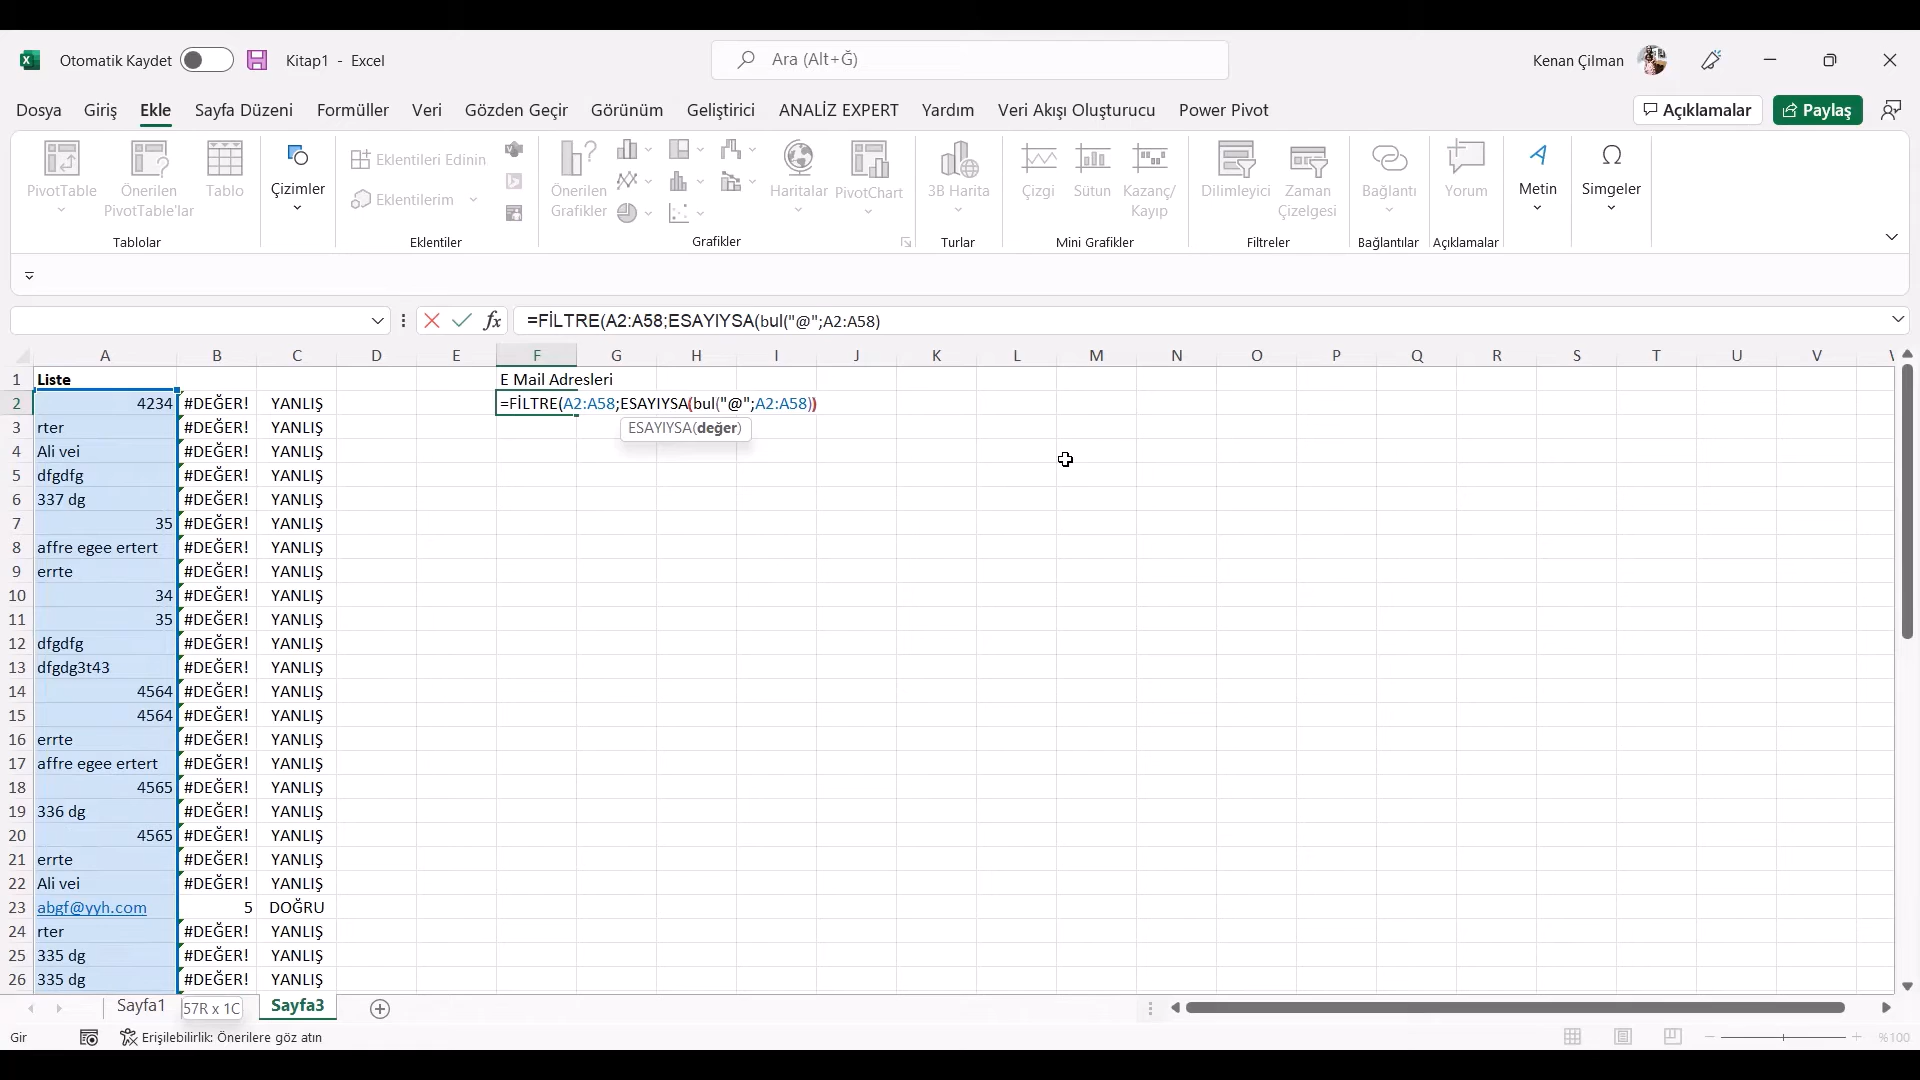 Otomatik Kaydet Kitap1 - Excel Ara (Alt+Ğ) Kenan Çilman
Dosya Giriş Ekle Sayfa Düzeni Formüller Veri Gözden Geçir Görünüm Geliştirici ANALİZ EXPERT Yardım Veri Akışı Oluşturucu Power Pivot Açıklamalar Paylaş
PivotTable Önerilen PivotTable'lar Tablo Çizimler Eklentileri Edinin Eklentilerim Önerilen Grafikler Haritalar PivotChart 3B Harita Çizgi Sütun Kazanç/ Kayıp Dilimleyici Zaman Çizelgesi Bağlantı Yorum Metin Simgeler
Tablolar Eklentiler Grafikler Turlar Mini Grafikler Filtreler Bağlantılar Açıklamalar
fx =FİLTRE(A2:A58;ESAYIYSA(bul("@";A2:A58)
A B C D E F G H I J K L M N O P Q R S T U V
1 Liste E Mail Adresleri
2 4234 #DEĞER! YANLIŞ =FİLTRE(A2:A58;ESAYIYSA(bul("@";A2:A58))
3 rter #DEĞER! YANLIŞ ESAYIYSA(değer)
4 Ali vei #DEĞER! YANLIŞ
5 dfgdfg #DEĞER! YANLIŞ
6 337 dg #DEĞER! YANLIŞ
7 35 #DEĞER! YANLIŞ
8 affre egee ertert #DEĞER! YANLIŞ
9 errte #DEĞER! YANLIŞ
10 34 #DEĞER! YANLIŞ
11 35 #DEĞER! YANLIŞ
12 dfgdfg #DEĞER! YANLIŞ
13 dfgdg3t43 #DEĞER! YANLIŞ
14 4564 #DEĞER! YANLIŞ
15 4564 #DEĞER! YANLIŞ
16 errte #DEĞER! YANLIŞ
17 affre egee ertert #DEĞER! YANLIŞ
18 4565 #DEĞER! YANLIŞ
19 336 dg #DEĞER! YANLIŞ
20 4565 #DEĞER! YANLIŞ
21 errte #DEĞER! YANLIŞ
22 Ali vei #DEĞER! YANLIŞ
23 abgf@yyh.com 5 DOĞRU
24 rter #DEĞER! YANLIŞ
25 335 dg #DEĞER! YANLIŞ
26 335 dg #DEĞER! YANLIŞ
Sayfa1 57R x 1C Sayfa3
Gir Erişilebilirlik: Önerilere göz atın %100